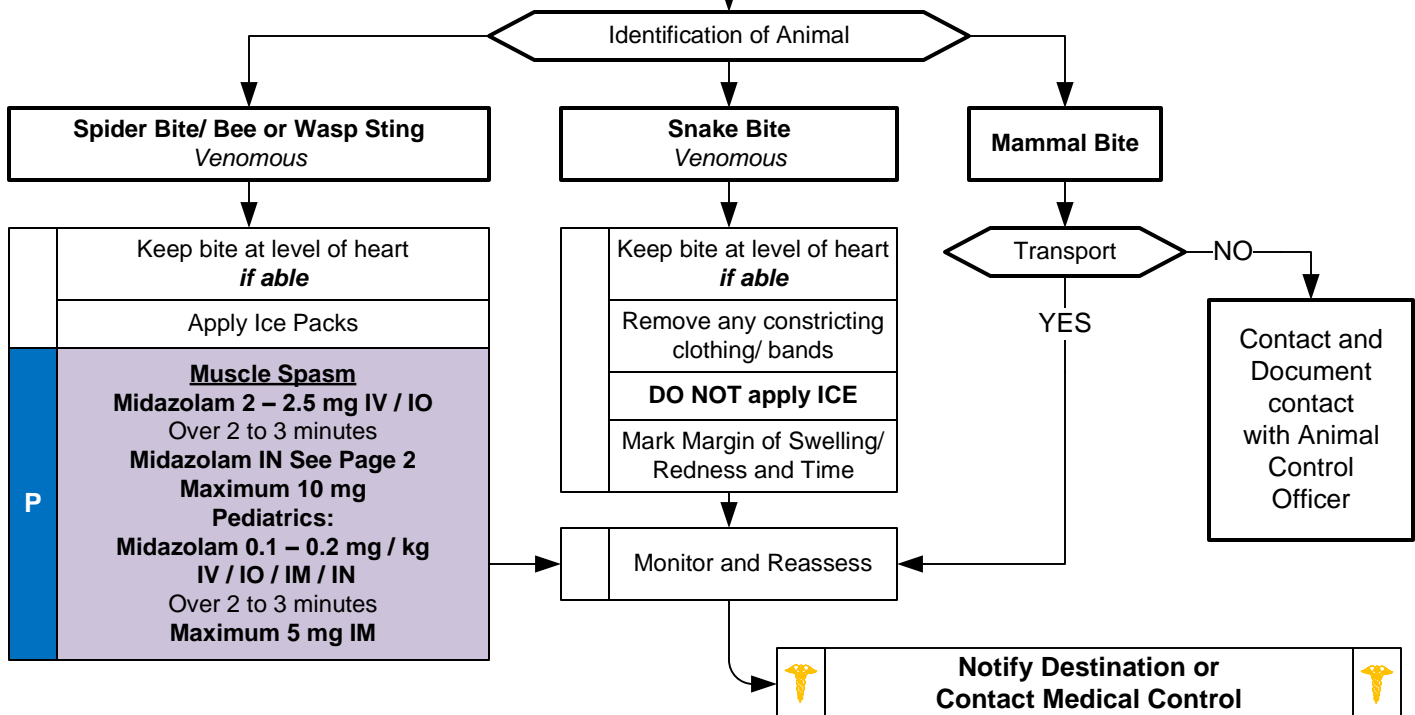 Identification of Animal
Spider Bite/ Bee or Wasp Sting
Venomous
Keep bite at level of heart
if able
Apply Ice Packs
P
Muscle Spasm
Midazolam 2 – 2.5 mg IV / IO
Over 2 to 3 minutes
Midazolam IN See Page 2
Maximum 10 mg
Pediatrics:
Midazolam 0.1 – 0.2 mg / kg
IV / IO / IM / IN
Over 2 to 3 minutes
Maximum 5 mg IM
Snake Bite
Venomous
Keep bite at level of heart
if able
Remove any constricting
clothing/ bands
DO NOT apply ICE
Mark Margin of Swelling/
Redness and Time
Monitor and Reassess
Mammal Bite
Transport
NO
YES
Contact and
Document
contact
with Animal
Control
Officer
Notify Destination or
Contact Medical Control